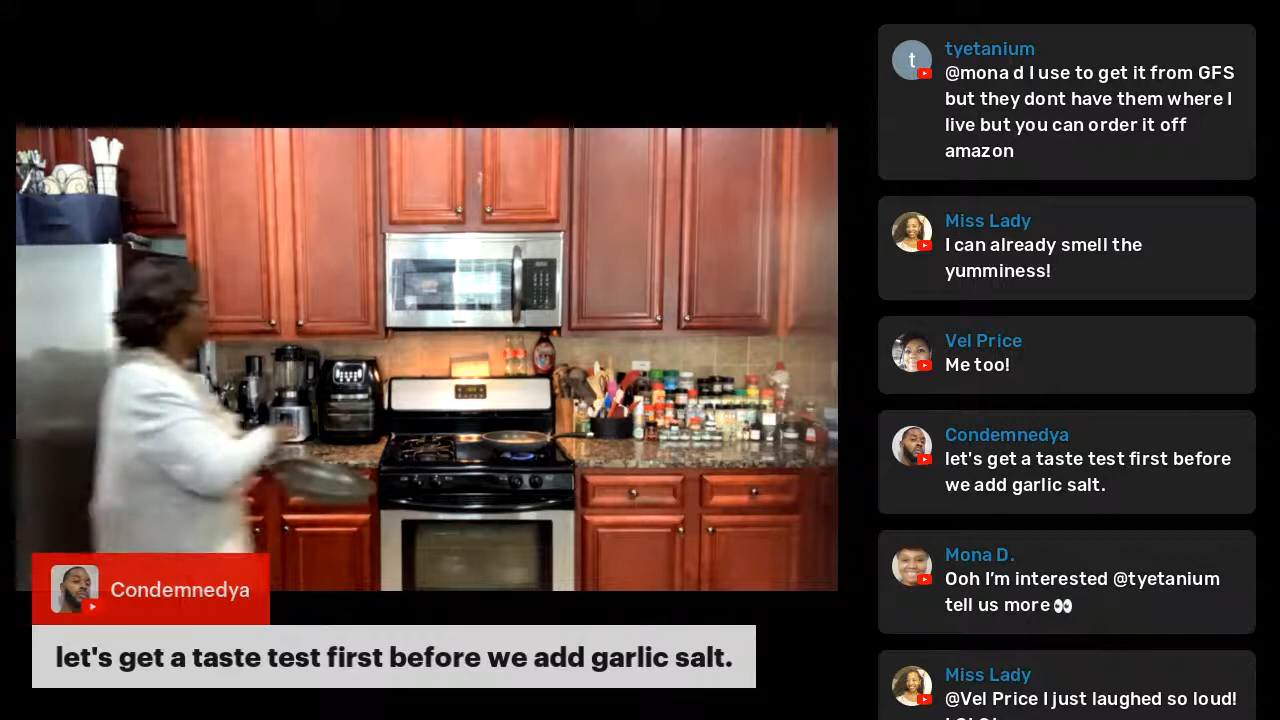 t
tyetanium
@mona d I use to get it from GFS
but they dont have them where I
live but you can order it off
amazon
Miss Lady
I can already smell the
yumminess!
Vel Price
Me too!
Condemnedya
let's get a taste test first before
we add garlic salt.
Mona D.
Ooh I’m interested @tyetanium
tell us more 👀
Miss Lady
@Vel Price I just laughed so loud!
Condemnedya
let's get a taste test first before we add garlic salt.